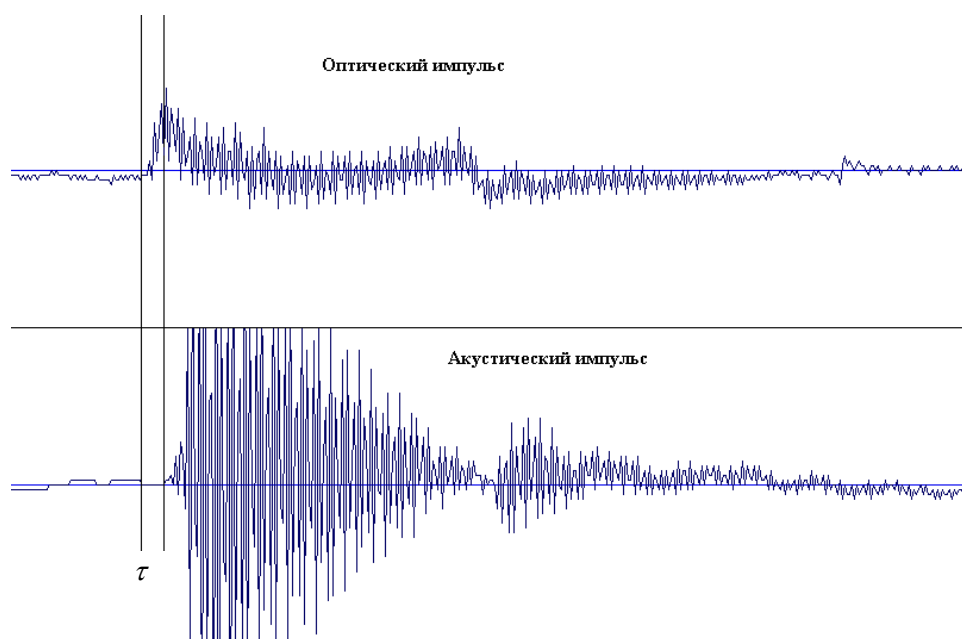 Оптический импульс
Акустический импульс
τ